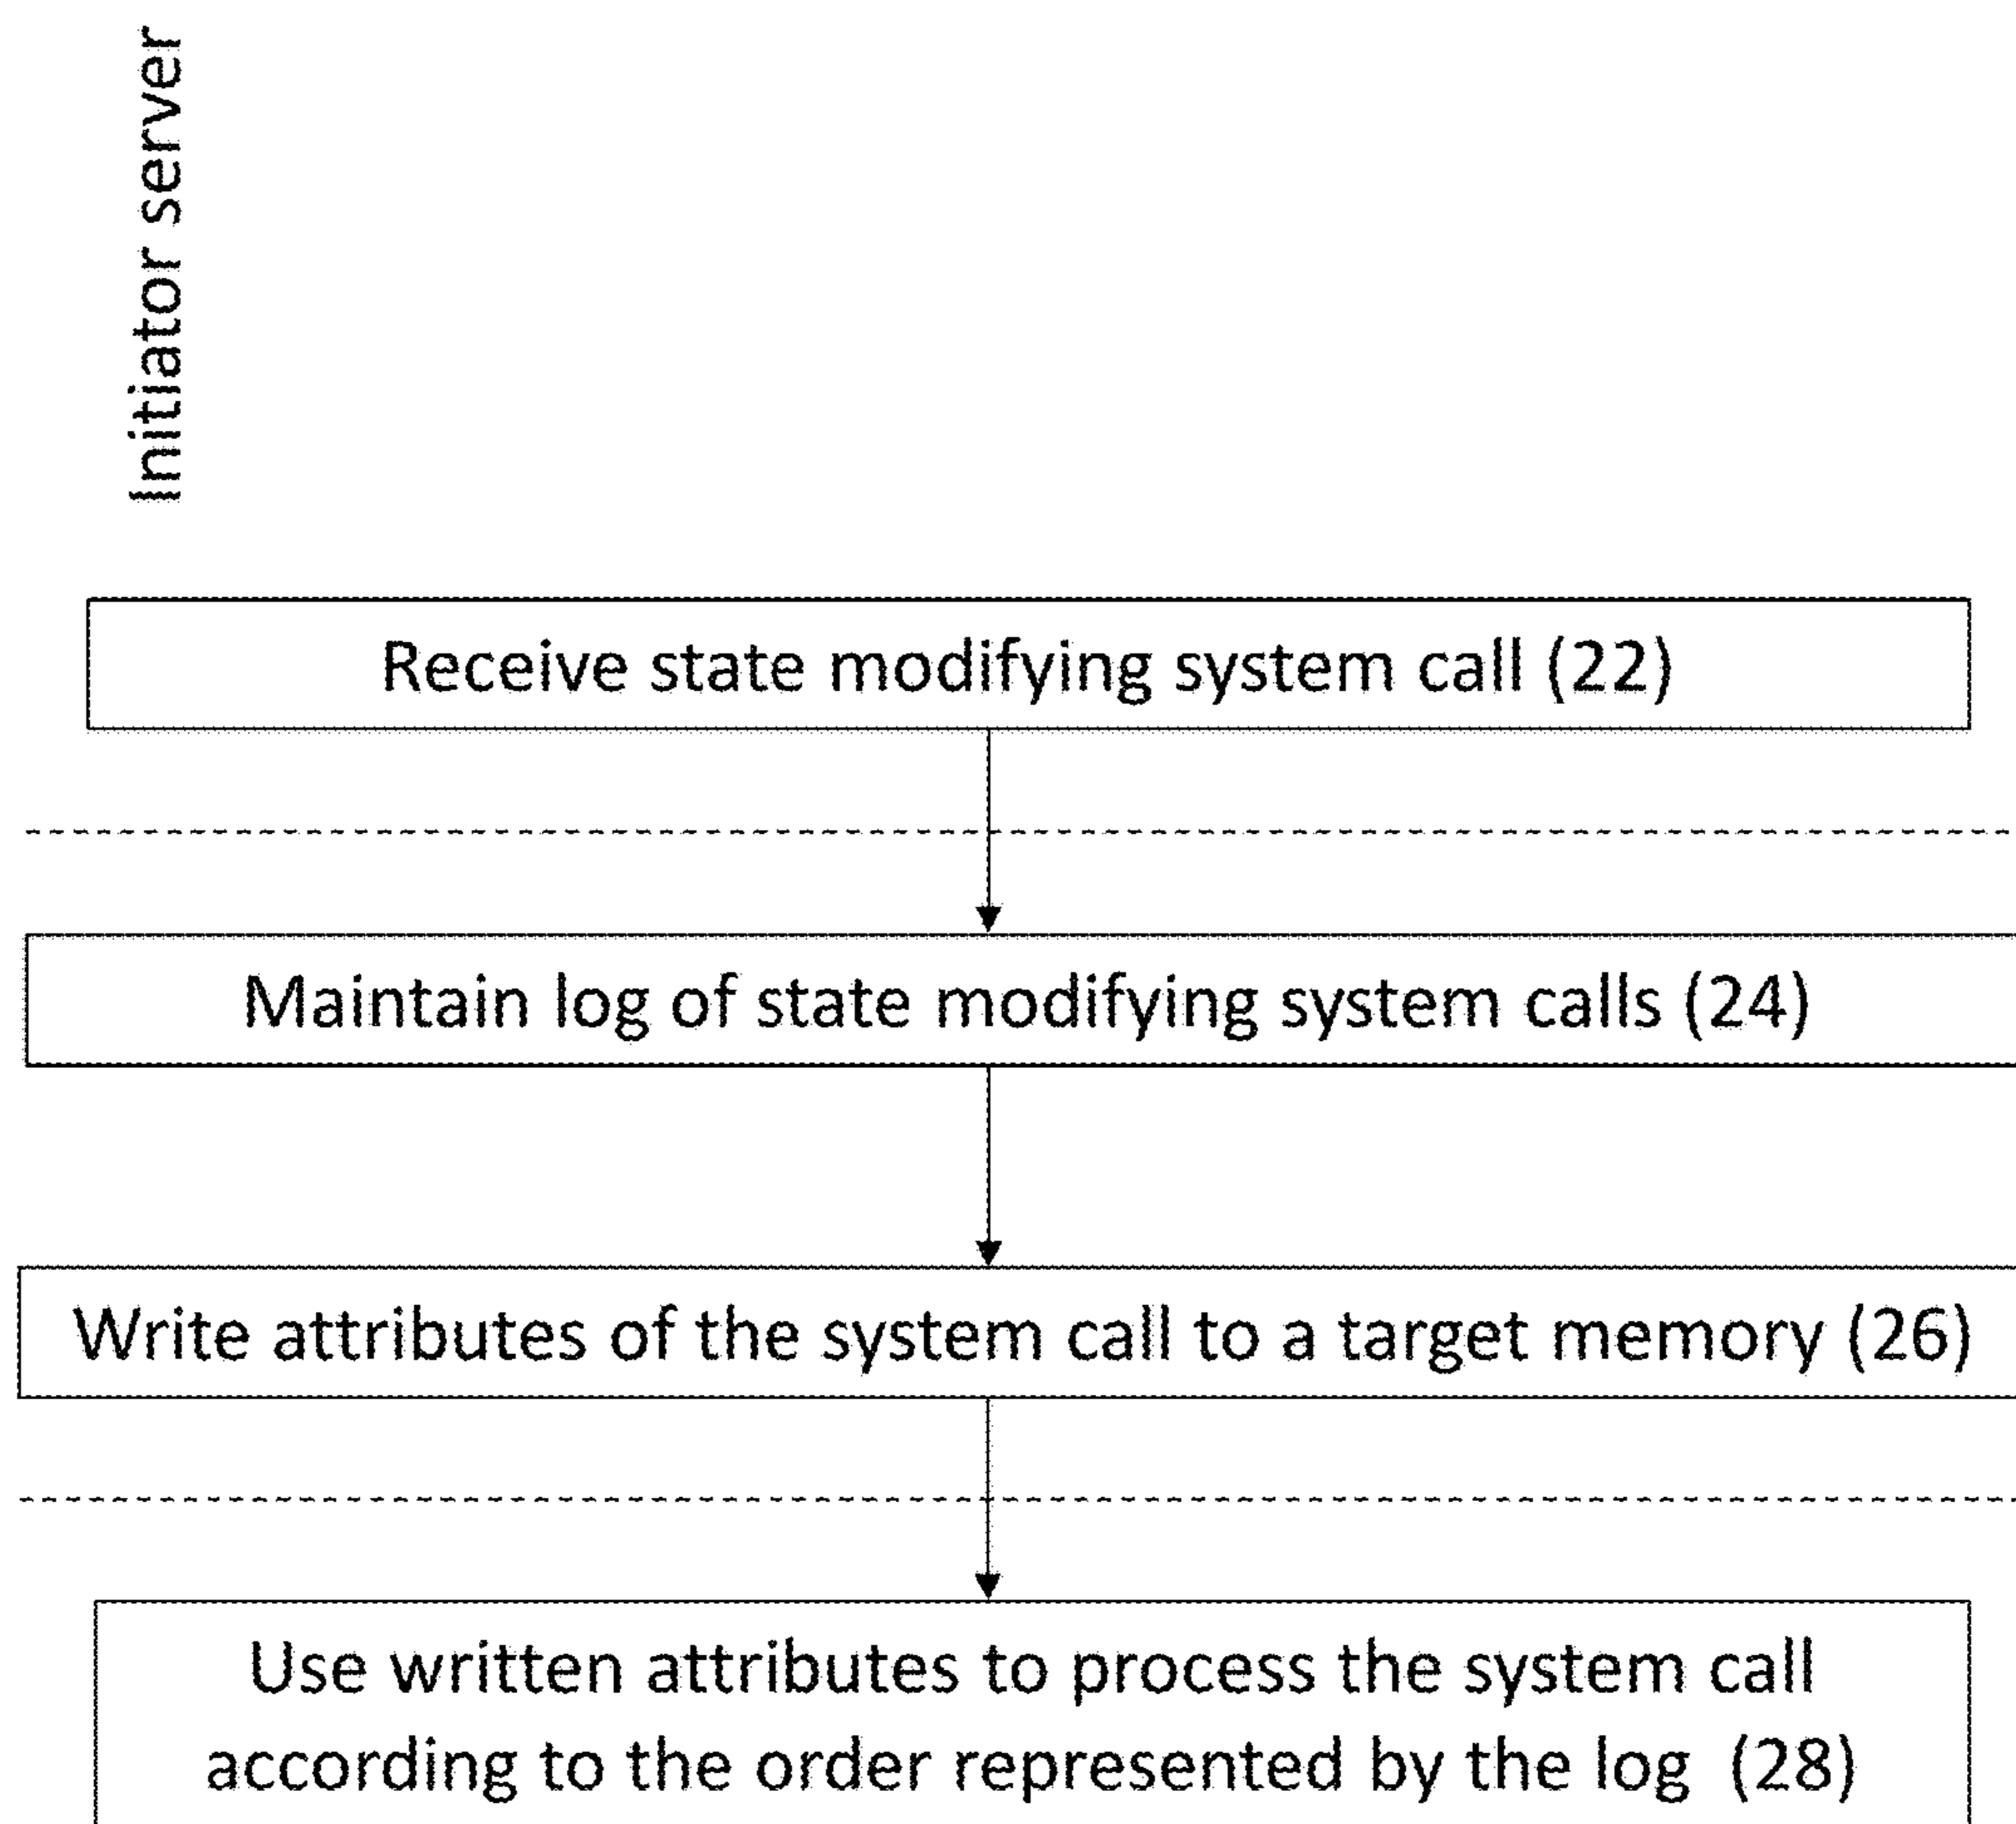 Initiator server
Receive state modifying system call (22)
Maintain log of state modifying system calls (24)
Write attributes of the system call to a target memory (26)
Use written attributes to process the system call
according to the order represented by the log (28)